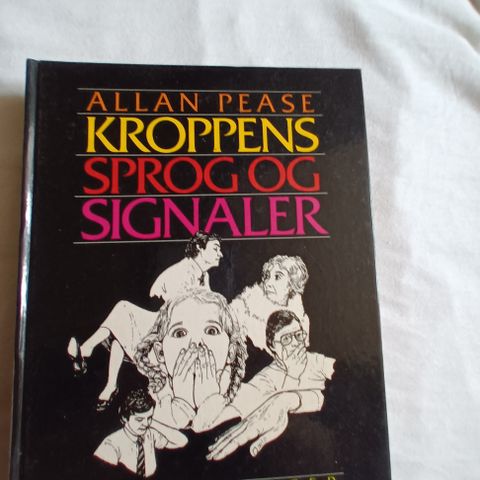 ALLAN PEASE
KROPPENS
SPROG OG
SIGNALER